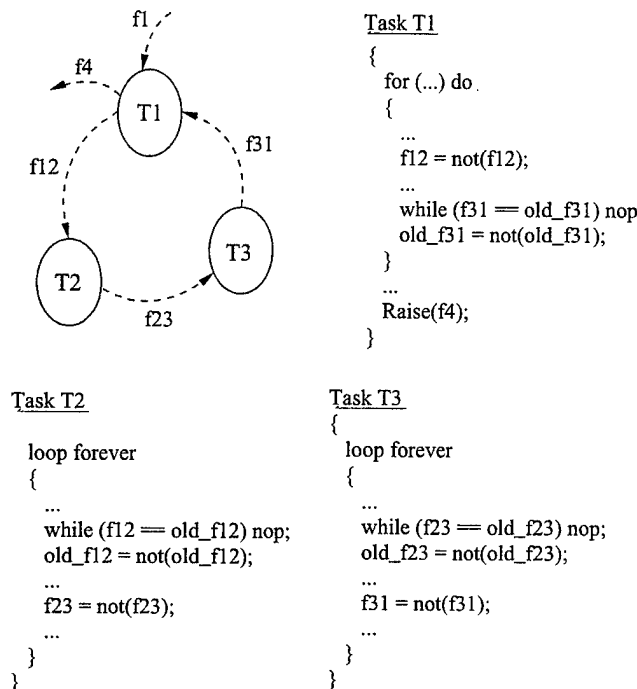 f1
f4
T1
f12
f31
T2
T3
f23
Task T1
{
for (...) do .
{
...
f12 = not(f12);
...
while (f31 == old_f31) nop
old_f31 = not(old_f31);
}
...
Raise(f4);
}
Task T2
loop forever
{
...
while (f12 == old_f12) nop;
old_f12 = not(old_f12);
...
f23 = not(f23);
...
}
}
Task T3
{
loop forever
{
...
while (f23 == old_f23) nop;
old_f23 = not(old_f23);
...
f31 = not(f31);
...
}
}